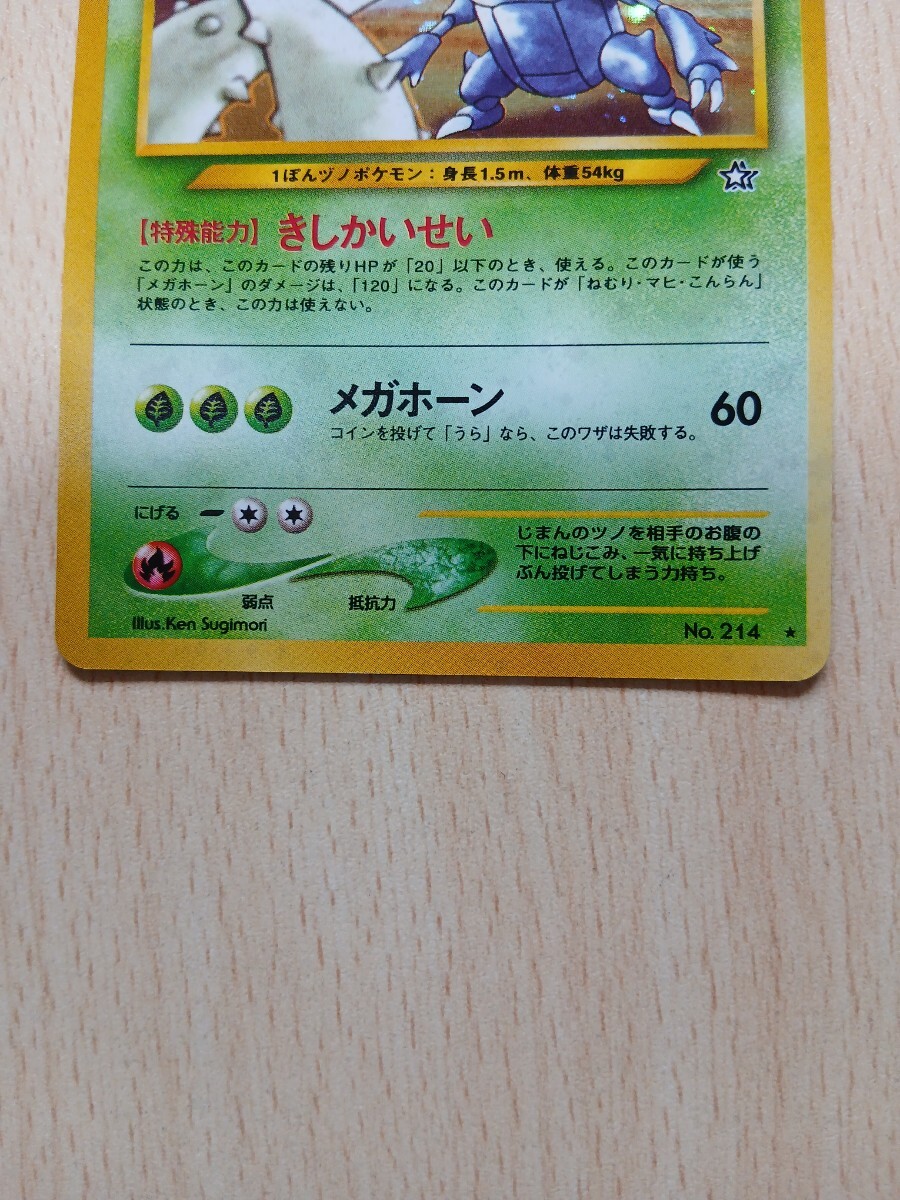 1ぽんヅノポケモン：身長1.5m、体重54kg
【特殊能力】きしかいせい
この力は、このカードの残りHPが「20」以下のとき、使える。このカードが使う
「メガホーン」のダメージは、「120」になる。このカードが「ねむり・マヒ・こんらん」
状態のとき、この力は使えない。
メガホーン 60
コインを投げて「うら」なら、このワザは失敗する。
にげる
弱点 抵抗力
じまんのツノを相手のお腹の
下にねじこみ、一気に持ち上げ
ぶん投げてしまう力持ち。
Illus.Ken Sugimori
No. 214 ★